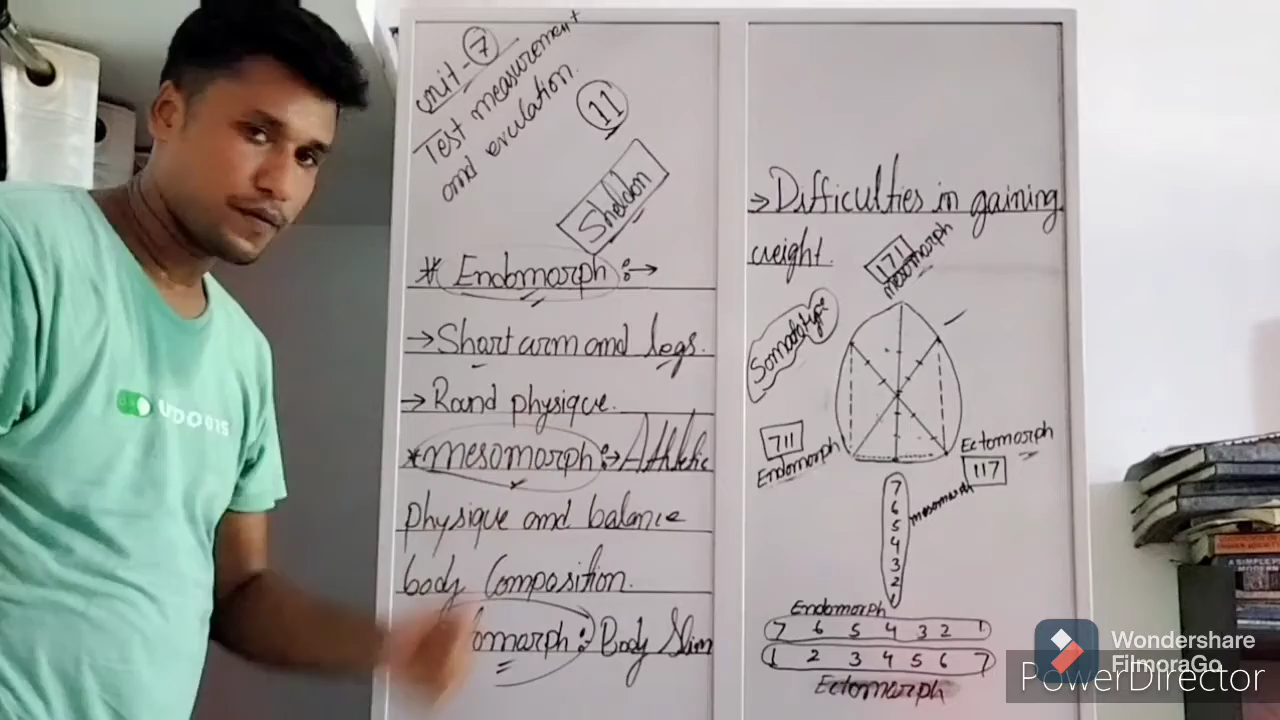 unit-7
Test measurement
and evculation.
11
Sheldon
* Endomorph :→
→ Short arm and legs.
→ Round physique.
* Mesomorph :→ Athletic
physique and balance
body Composition.
omorph :) Body Slim
→ Difficulties in gaining
weight.
171
mesomorph
Somatotype
711
Endomorph
Ectomorph
117
7
6
5
4
3
2
1
mesomorph
Endomorph
7 6 5 4 3 2 1
1 2 3 4 5 6 7
Ectomorph
Wondershare
FilmoraGo
PowerDirector